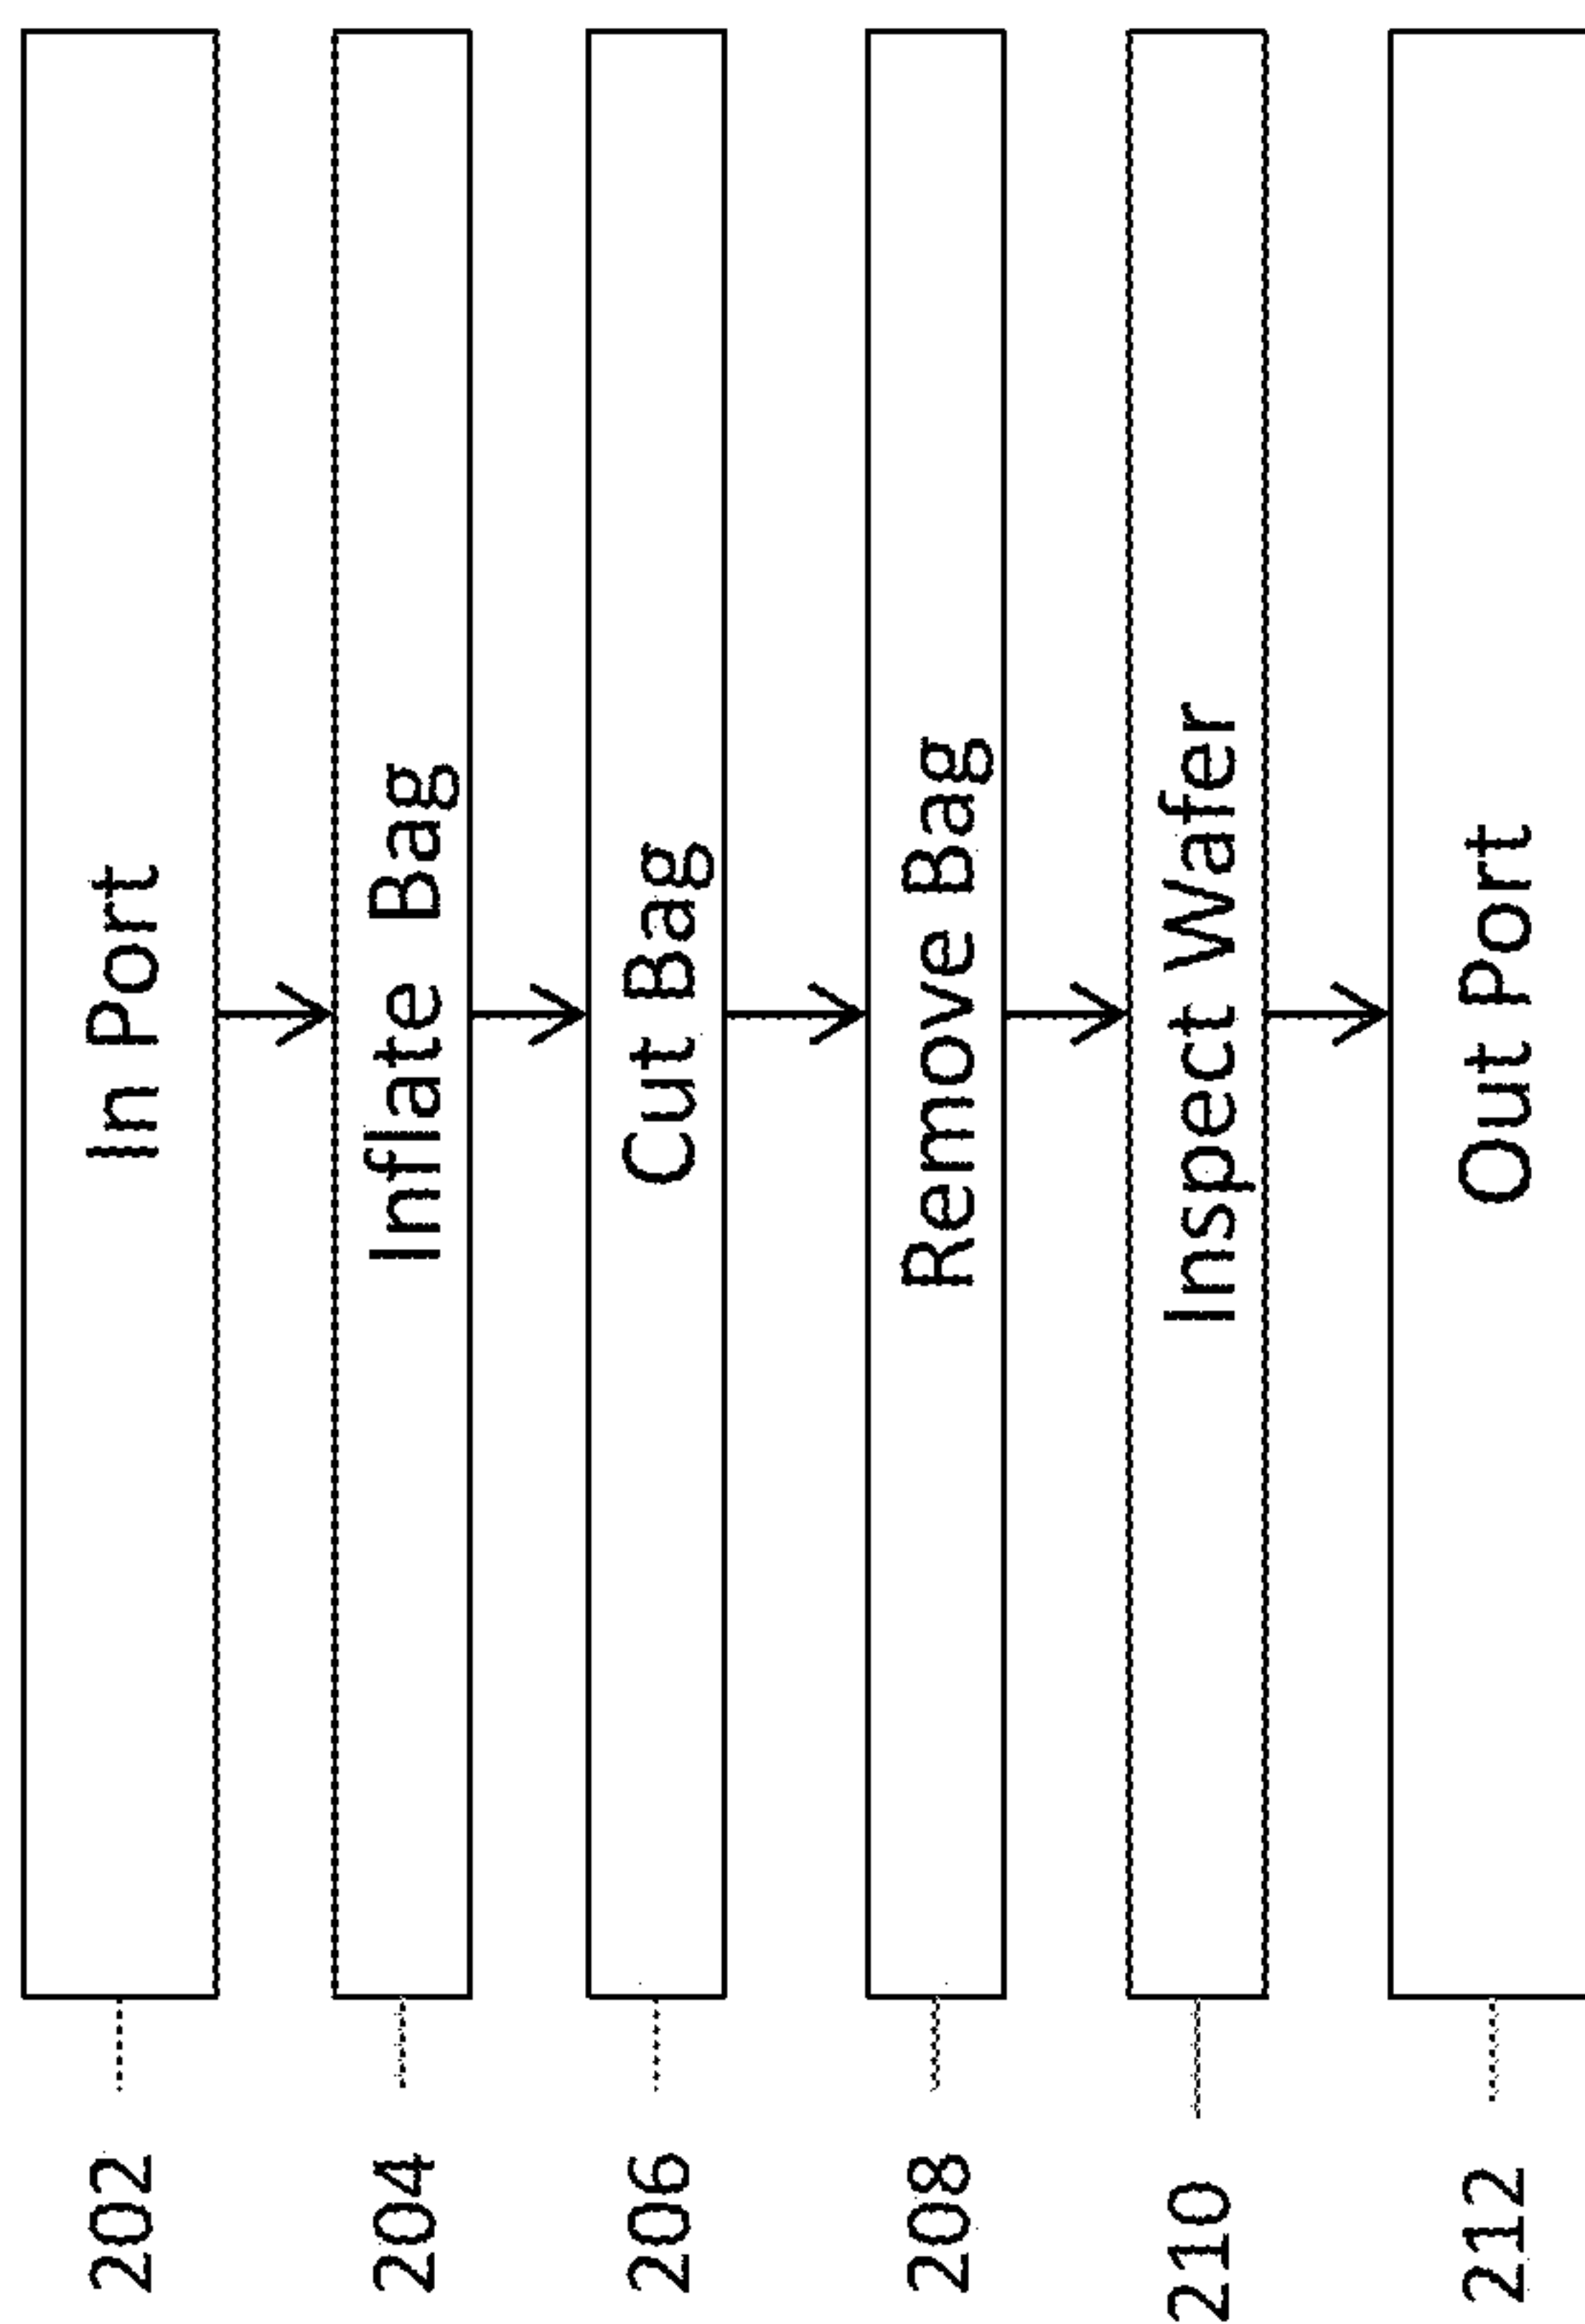 202 In Port
204 Inflate Bag
206 Cut Bag
208 Remove Bag
210 Inspect Wafer
212 Out Port